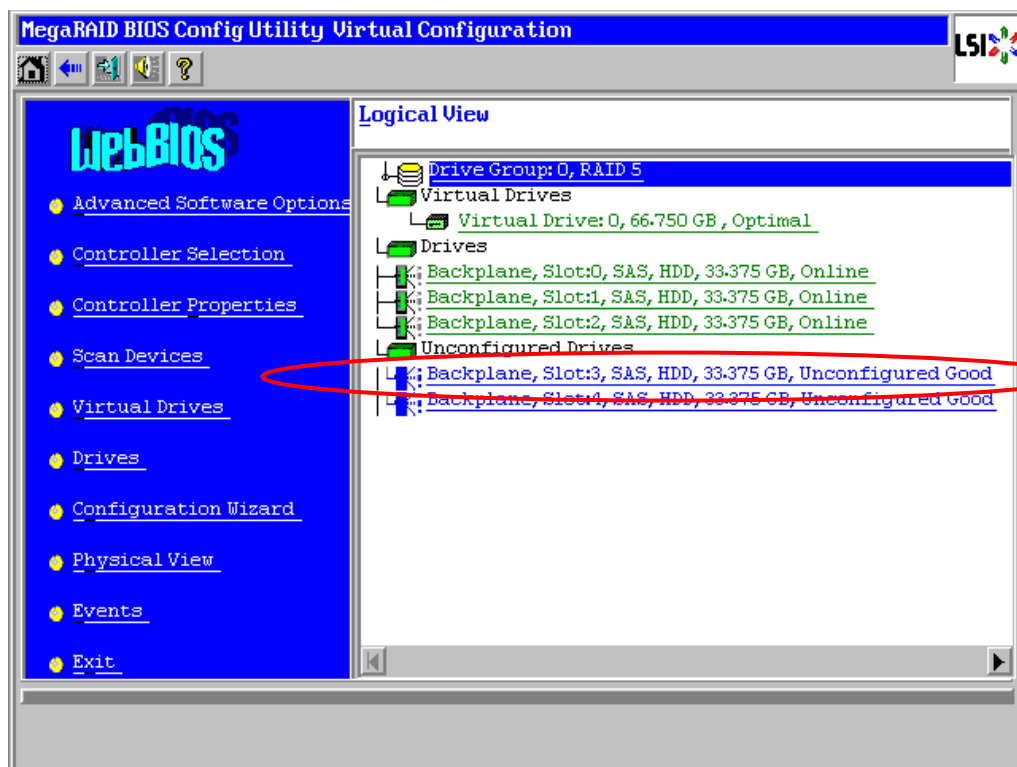 MegaRAID BIOS Config Utility Virtual Configuration
LSI
?
WebBIOS
Advanced Software Options
Controller Selection
Controller Properties
Scan Devices
Virtual Drives
Drives
Configuration Wizard
Physical View
Events
Exit
Logical View
Drive Group: 0, RAID 5
Virtual Drives
Virtual Drive: 0, 66.750 GB , Optimal
Drives
Backplane, Slot:0, SAS, HDD, 33.375 GB, Online
Backplane, Slot:1, SAS, HDD, 33.375 GB, Online
Backplane, Slot:2, SAS, HDD, 33.375 GB, Online
Unconfigured Drives
Backplane, Slot:3, SAS, HDD, 33.375 GB, Unconfigured Good
Backplane, Slot:4, SAS, HDD, 33.375 GB, Unconfigured Good